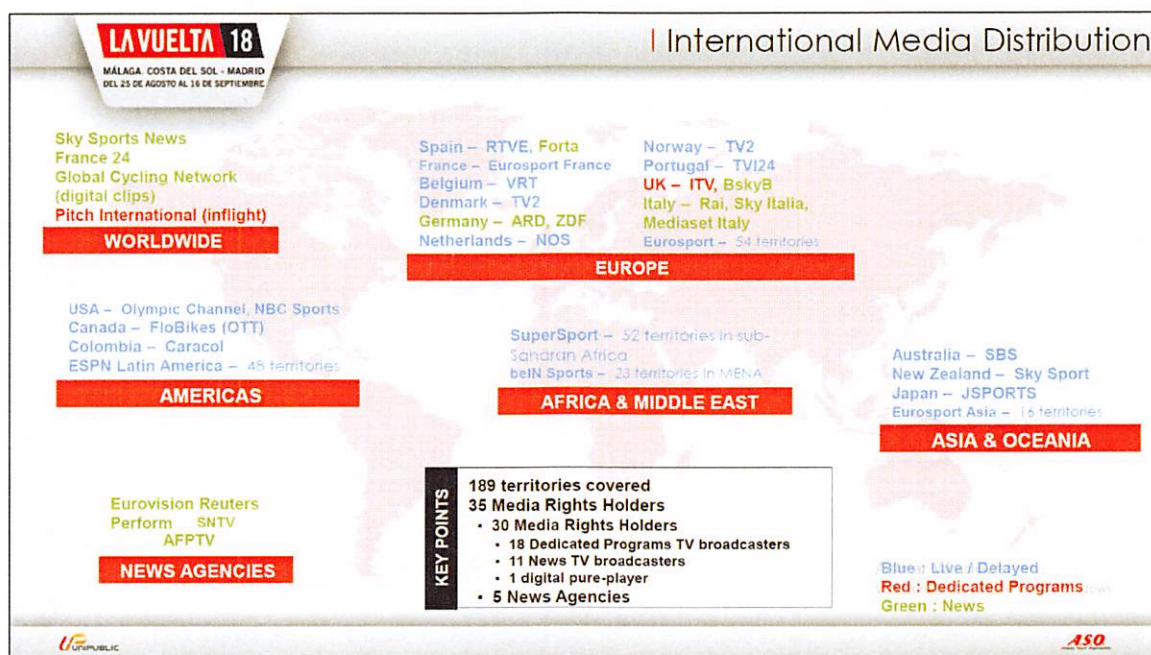 LA VUELTA 18
MÁLAGA. COSTA DEL SOL - MADRID
DEL 25 DE AGOSTO AL 16 DE SEPTIEMBRE
| International Media Distribution
Sky Sports News
France 24
Global Cycling Network
(digital clips)
Pitch International (inflight)
WORLDWIDE
Spain – RTVE, Forta
France – Eurosport France
Belgium – VRT
Denmark – TV2
Germany – ARD, ZDF
Netherlands – NOS
Norway – TV2
Portugal – TVI24
UK – ITV, BskyB
Italy – Rai, Sky Italia,
Mediaset Italy
Eurosport – 54 territories
EUROPE
USA – Olympic Channel, NBC Sports
Canada – FloBikes (OTT)
Colombia – Caracol
ESPN Latin America – 48 territories
AMERICAS
SuperSport – 52 territories in sub-
Saharan Africa
beIN Sports – 23 territories in MENA
AFRICA & MIDDLE EAST
Australia – SBS
New Zealand – Sky Sport
Japan – JSPORTS
Eurosport Asia – 16 territories
ASIA & OCEANIA
Eurovision Reuters
Perform SNTV
AFPTV
NEWS AGENCIES
KEY POINTS
189 territories covered
35 Media Rights Holders
• 30 Media Rights Holders
• 18 Dedicated Programs TV broadcasters
• 11 News TV broadcasters
• 1 digital pure-player
• 5 News Agencies
Blue : Live / Delayed
Red : Dedicated Programs
Green : News
UNIPUBLIC
A.S.O.